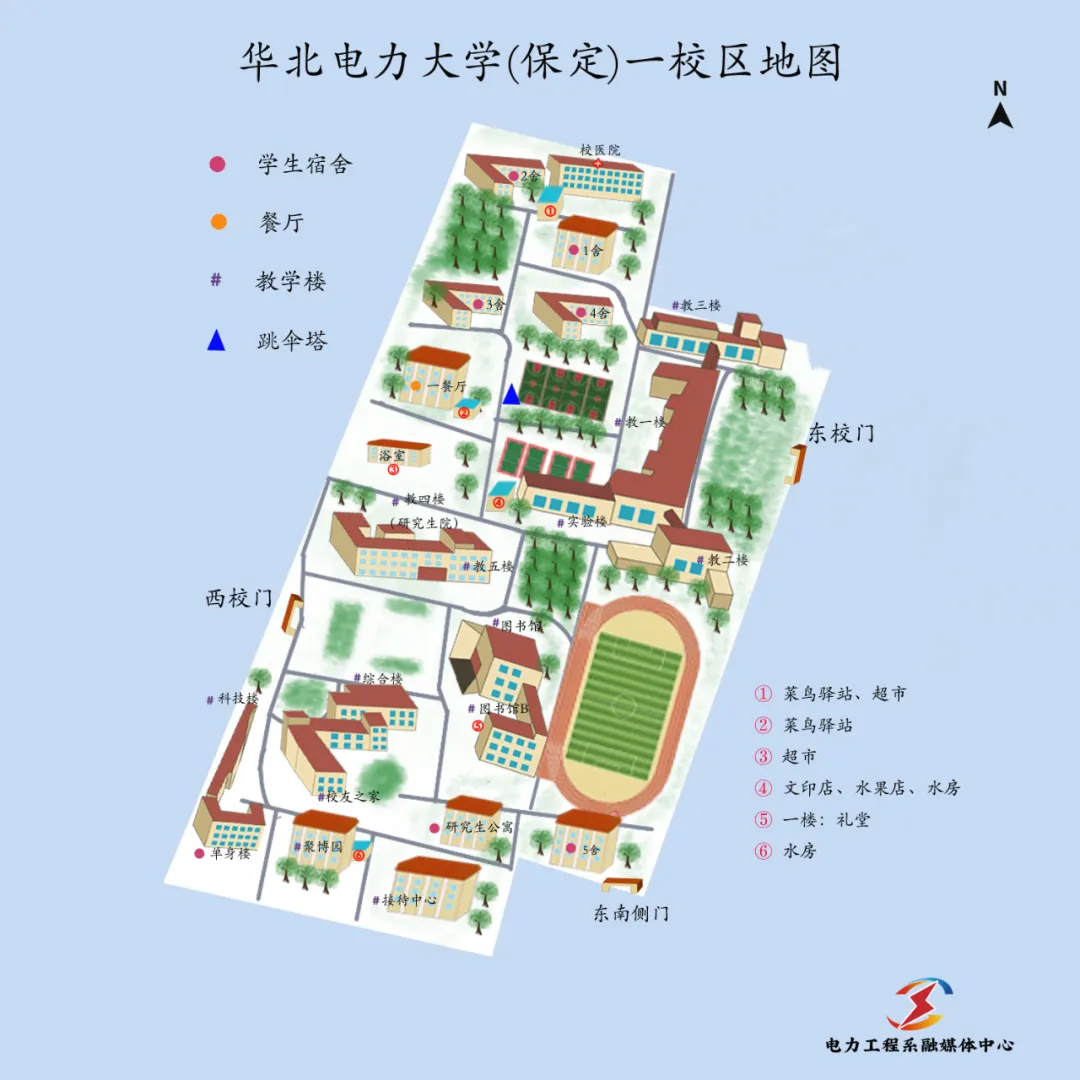 华北电力大学(保定)一校区地图
N
学生宿舍
餐厅
# 教学楼
跳伞塔
校医院
2舍
①
1舍
3舍
4舍
#教三楼
一餐厅
②
#教一楼
东校门
浴室
③
④
#教四楼
(研究生院)
#实验楼
#教五楼
#教二楼
西校门
#图书馆
#综合楼
#科技楼
#图书馆B
⑤
#校友之家
研究生公寓
#聚博园
⑥
单身楼
5舍
#接待中心
东南侧门
① 菜鸟驿站、超市
② 菜鸟驿站
③ 超市
④ 文印店、水果店、水房
⑤ 一楼：礼堂
⑥ 水房
电力工程系融媒体中心